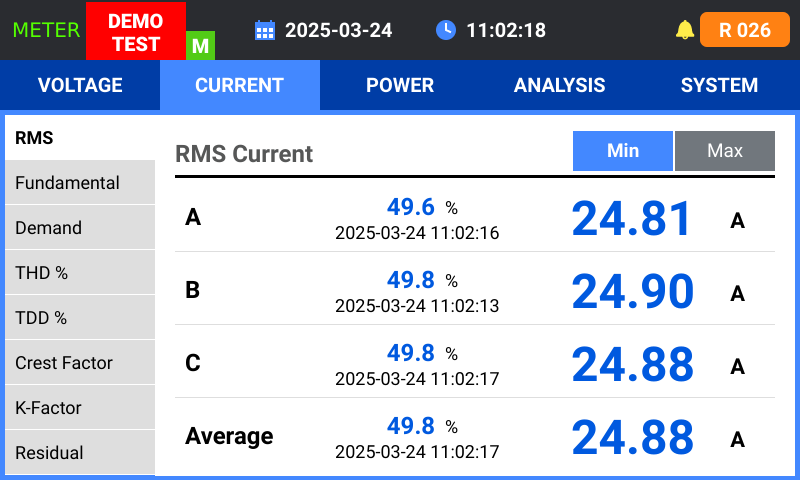 METER
DEMO
TEST
M
2025-03-24
11:02:18
R 026
VOLTAGE
CURRENT
POWER
ANALYSIS
SYSTEM
RMS
Fundamental
Demand
THD %
TDD %
Crest Factor
K-Factor
Residual
RMS Current
Min
Max
A
49.6 %
2025-03-24 11:02:16
24.81 A
B
49.8 %
2025-03-24 11:02:13
24.90 A
C
49.8 %
2025-03-24 11:02:17
24.88 A
Average
49.8 %
2025-03-24 11:02:17
24.88 A